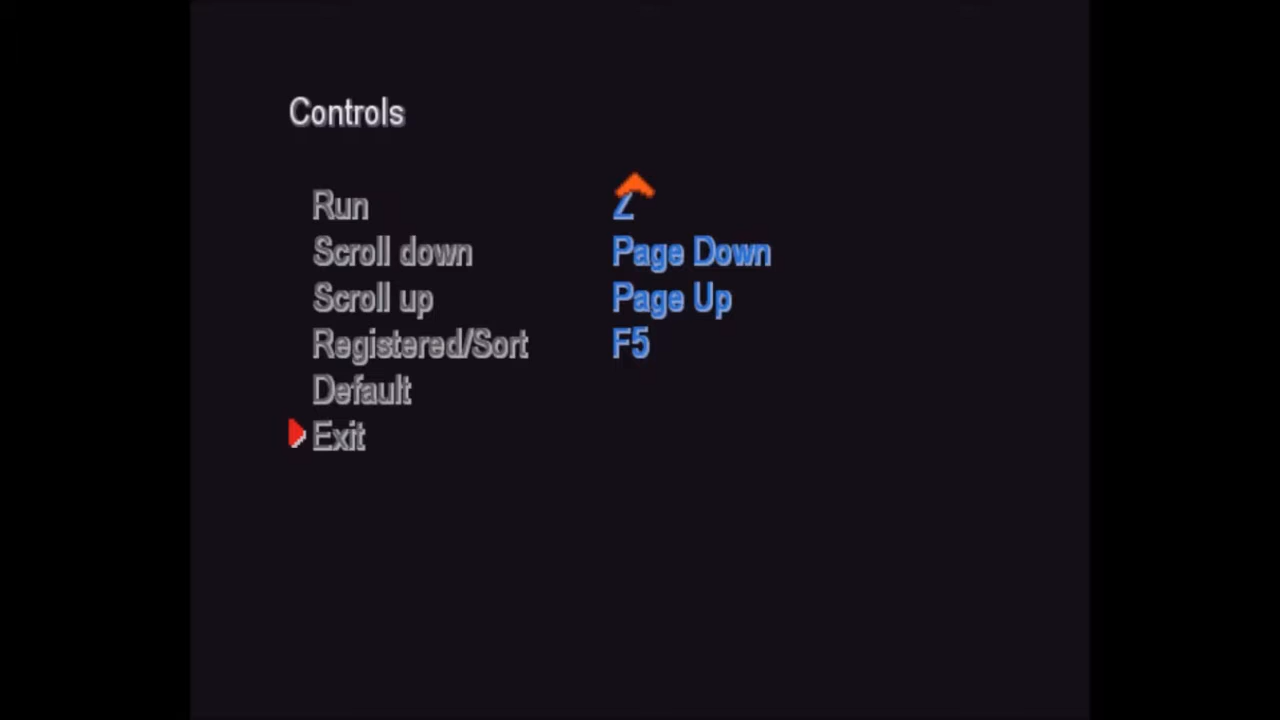 Controls
Run Z
Scroll down Page Down
Scroll up Page Up
Registered/Sort F5
Default
Exit